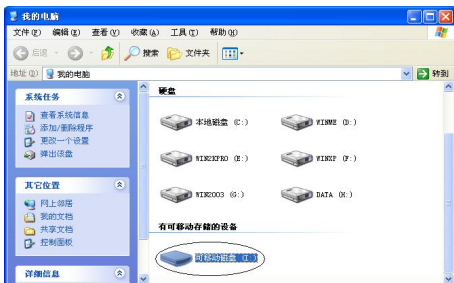 我的电脑
文件(F) 编辑(E) 查看(V) 收藏(A) 工具(T) 帮助(H)
后退 搜索 文件夹
地址(D) 我的电脑 转到
系统任务
查看系统信息
添加/删除程序
更改一个设置
弹出该盘
其它位置
网上邻居
我的文档
共享文档
控制面板
详细信息
硬盘
本地磁盘 (C:) WINME (D:)
WIN2KPRO (E:) WINXP (F:)
WIN2003 (G:) DATA (H:)
有可移动存储的设备
可移动磁盘 (I:)